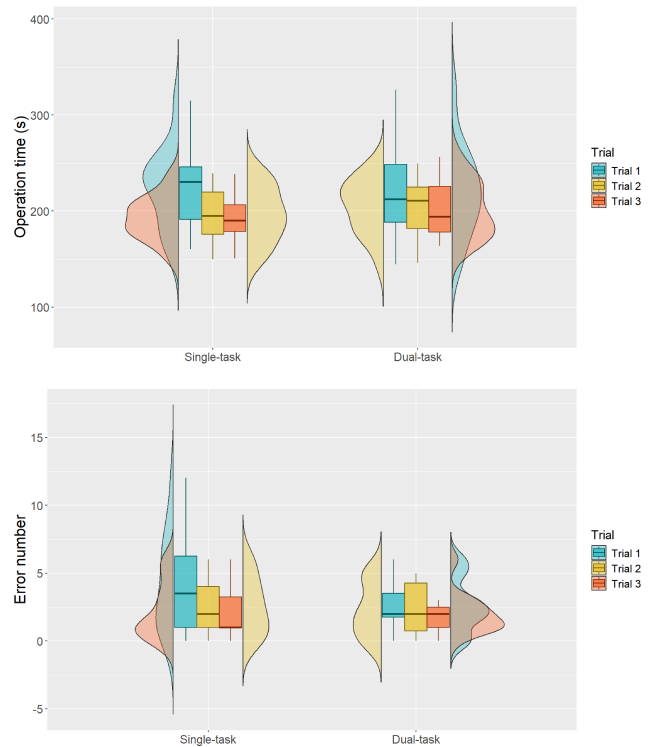 400
300
200
100
Operation time (s)
Single-task
Dual-task
Trial
Trial 1
Trial 2
Trial 3
15
10
5
0
-5
Error number
Single-task
Dual-task
Trial
Trial 1
Trial 2
Trial 3